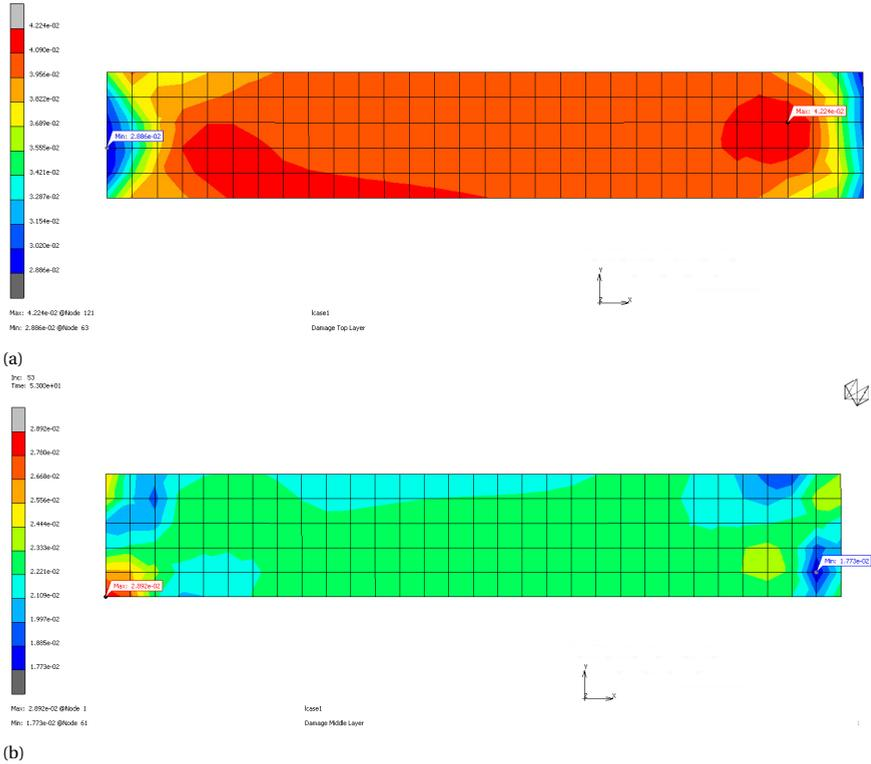 4.224e-02
4.090e-02
3.956e-02
3.822e-02
3.689e-02
3.555e-02
3.421e-02
3.287e-02
3.154e-02
3.020e-02
2.886e-02
Max: 4.224e-02
Min: 2.886e-02
Y
Z X
Max: 4.224e-02 @Node 121
Min: 2.886e-02 @Node 63
lcase1
Damage Top Layer
(a)
Inc: 53
Time: 5.300e+01
2.892e-02
2.780e-02
2.668e-02
2.556e-02
2.444e-02
2.333e-02
2.221e-02
2.109e-02
1.997e-02
1.885e-02
1.773e-02
Min: 1.773e-02
Max: 2.892e-02
Y
Z X
Max: 2.892e-02 @Node 1
Min: 1.773e-02 @Node 61
lcase1
Damage Middle Layer
1
(b)